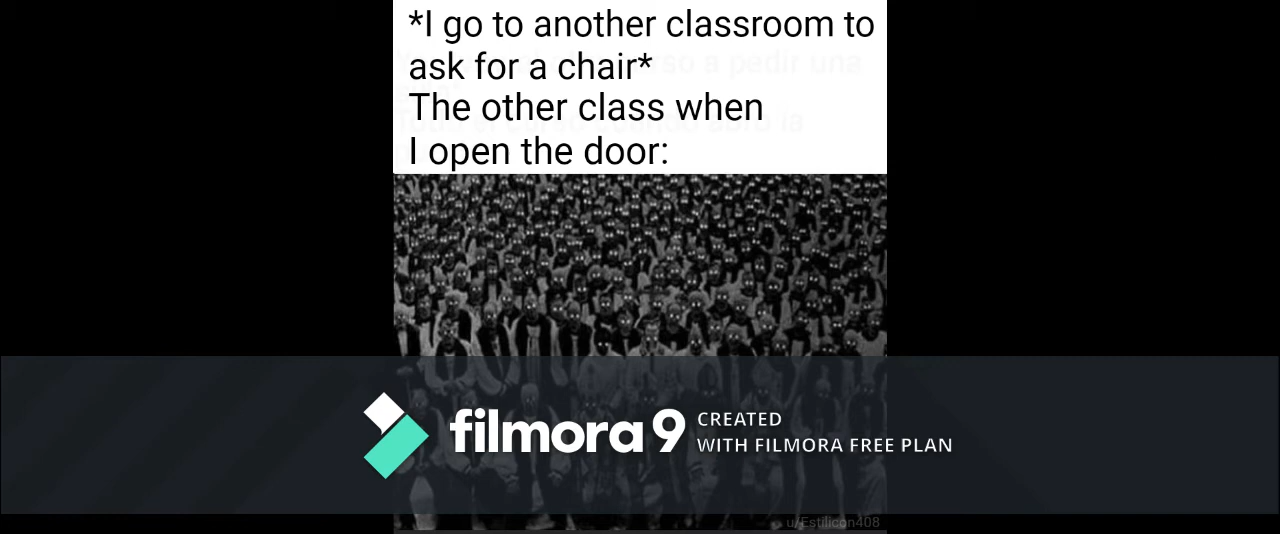 *I go to another classroom to
ask for a chair*
The other class when
I open the door:
filmora 9
CREATED
WITH FILMORA FREE PLAN
u/Estilicon408